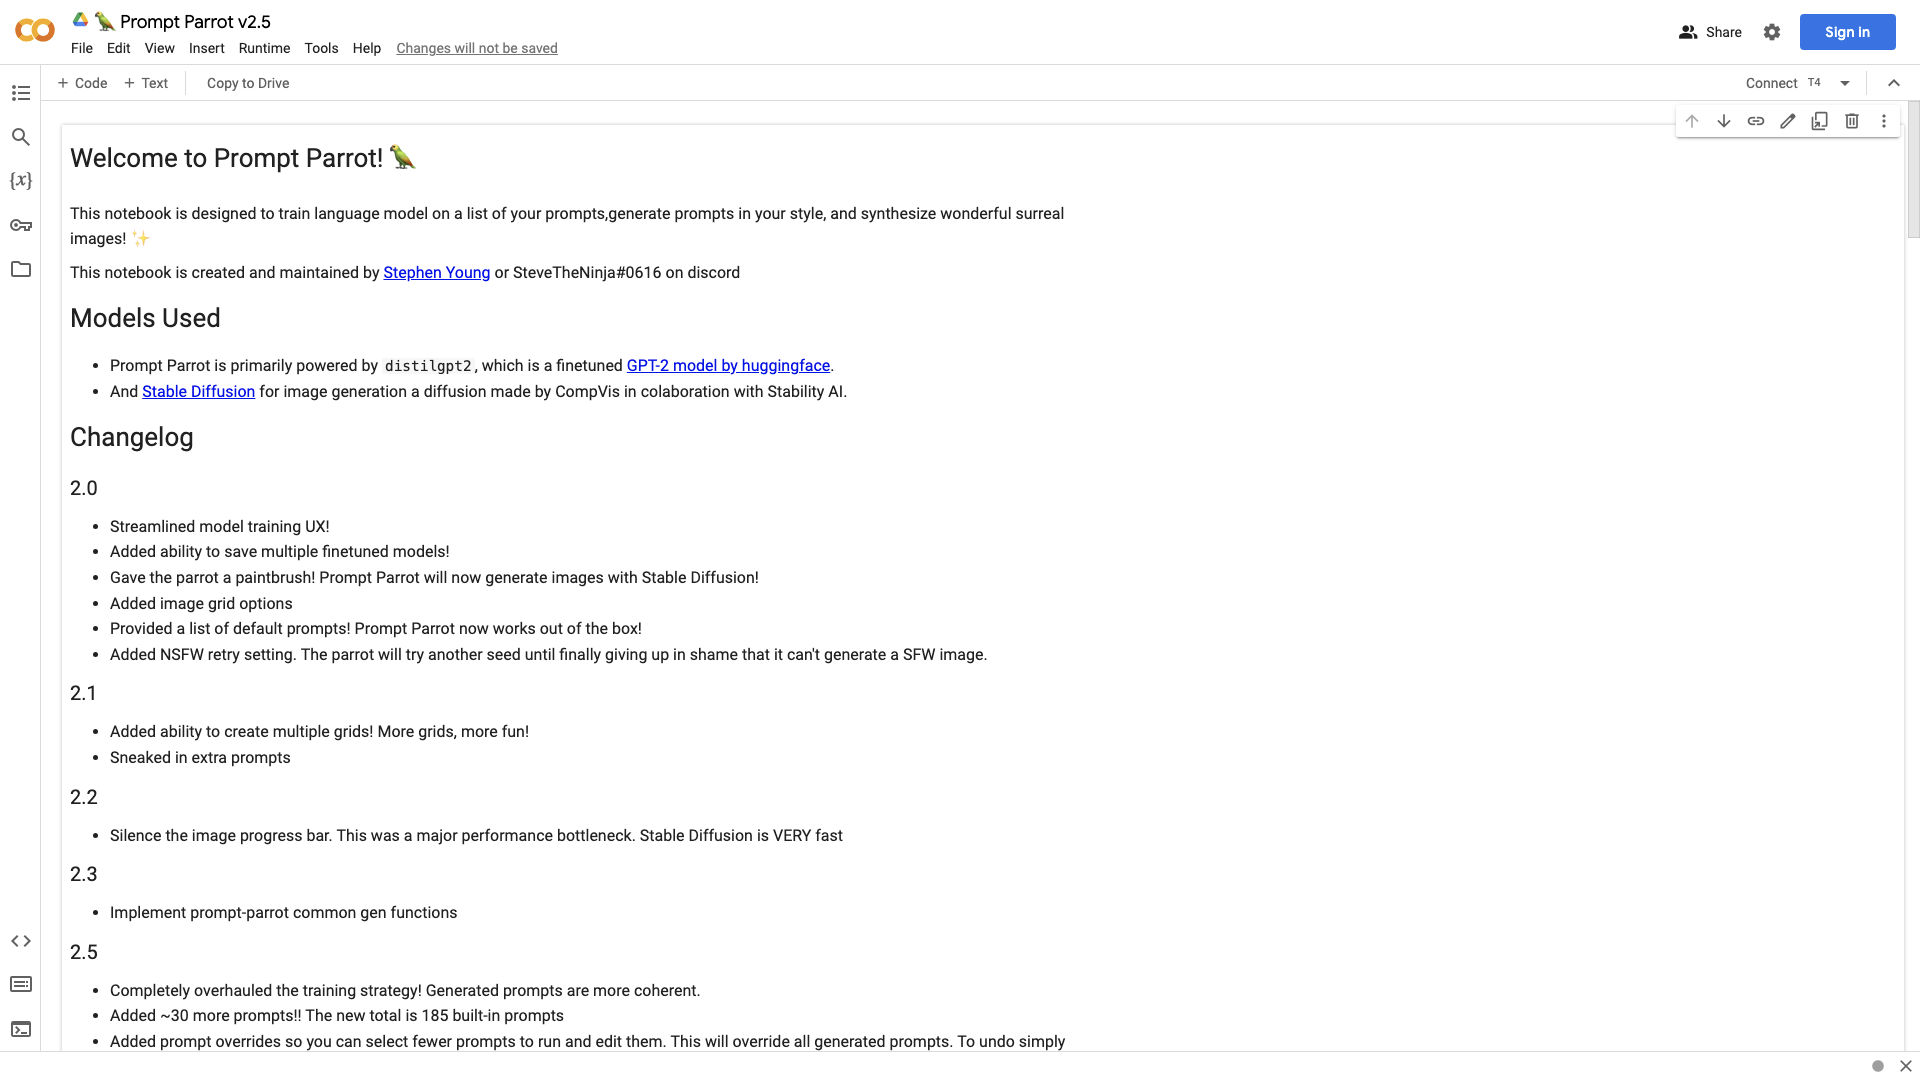 Prompt Parrot v2.5
File Edit View Insert Runtime Tools Help Changes will not be saved
Share
Sign in
+ Code + Text Copy to Drive
Connect T4
{x}
Welcome to Prompt Parrot! 🦜
This notebook is designed to train language model on a list of your prompts,generate prompts in your style, and synthesize wonderful surreal
images! ✨
This notebook is created and maintained by Stephen Young or SteveTheNinja#0616 on discord
Models Used
• Prompt Parrot is primarily powered by distilgpt2, which is a finetuned GPT-2 model by huggingface.
• And Stable Diffusion for image generation a diffusion made by CompVis in colaboration with Stability AI.
Changelog
2.0
• Streamlined model training UX!
• Added ability to save multiple finetuned models!
• Gave the parrot a paintbrush! Prompt Parrot will now generate images with Stable Diffusion!
• Added image grid options
• Provided a list of default prompts! Prompt Parrot now works out of the box!
• Added NSFW retry setting. The parrot will try another seed until finally giving up in shame that it can't generate a SFW image.
2.1
• Added ability to create multiple grids! More grids, more fun!
• Sneaked in extra prompts
2.2
• Silence the image progress bar. This was a major performance bottleneck. Stable Diffusion is VERY fast
2.3
• Implement prompt-parrot common gen functions
2.5
• Completely overhauled the training strategy! Generated prompts are more coherent.
• Added ~30 more prompts!! The new total is 185 built-in prompts
• Added prompt overrides so you can select fewer prompts to run and edit them. This will override all generated prompts. To undo simply